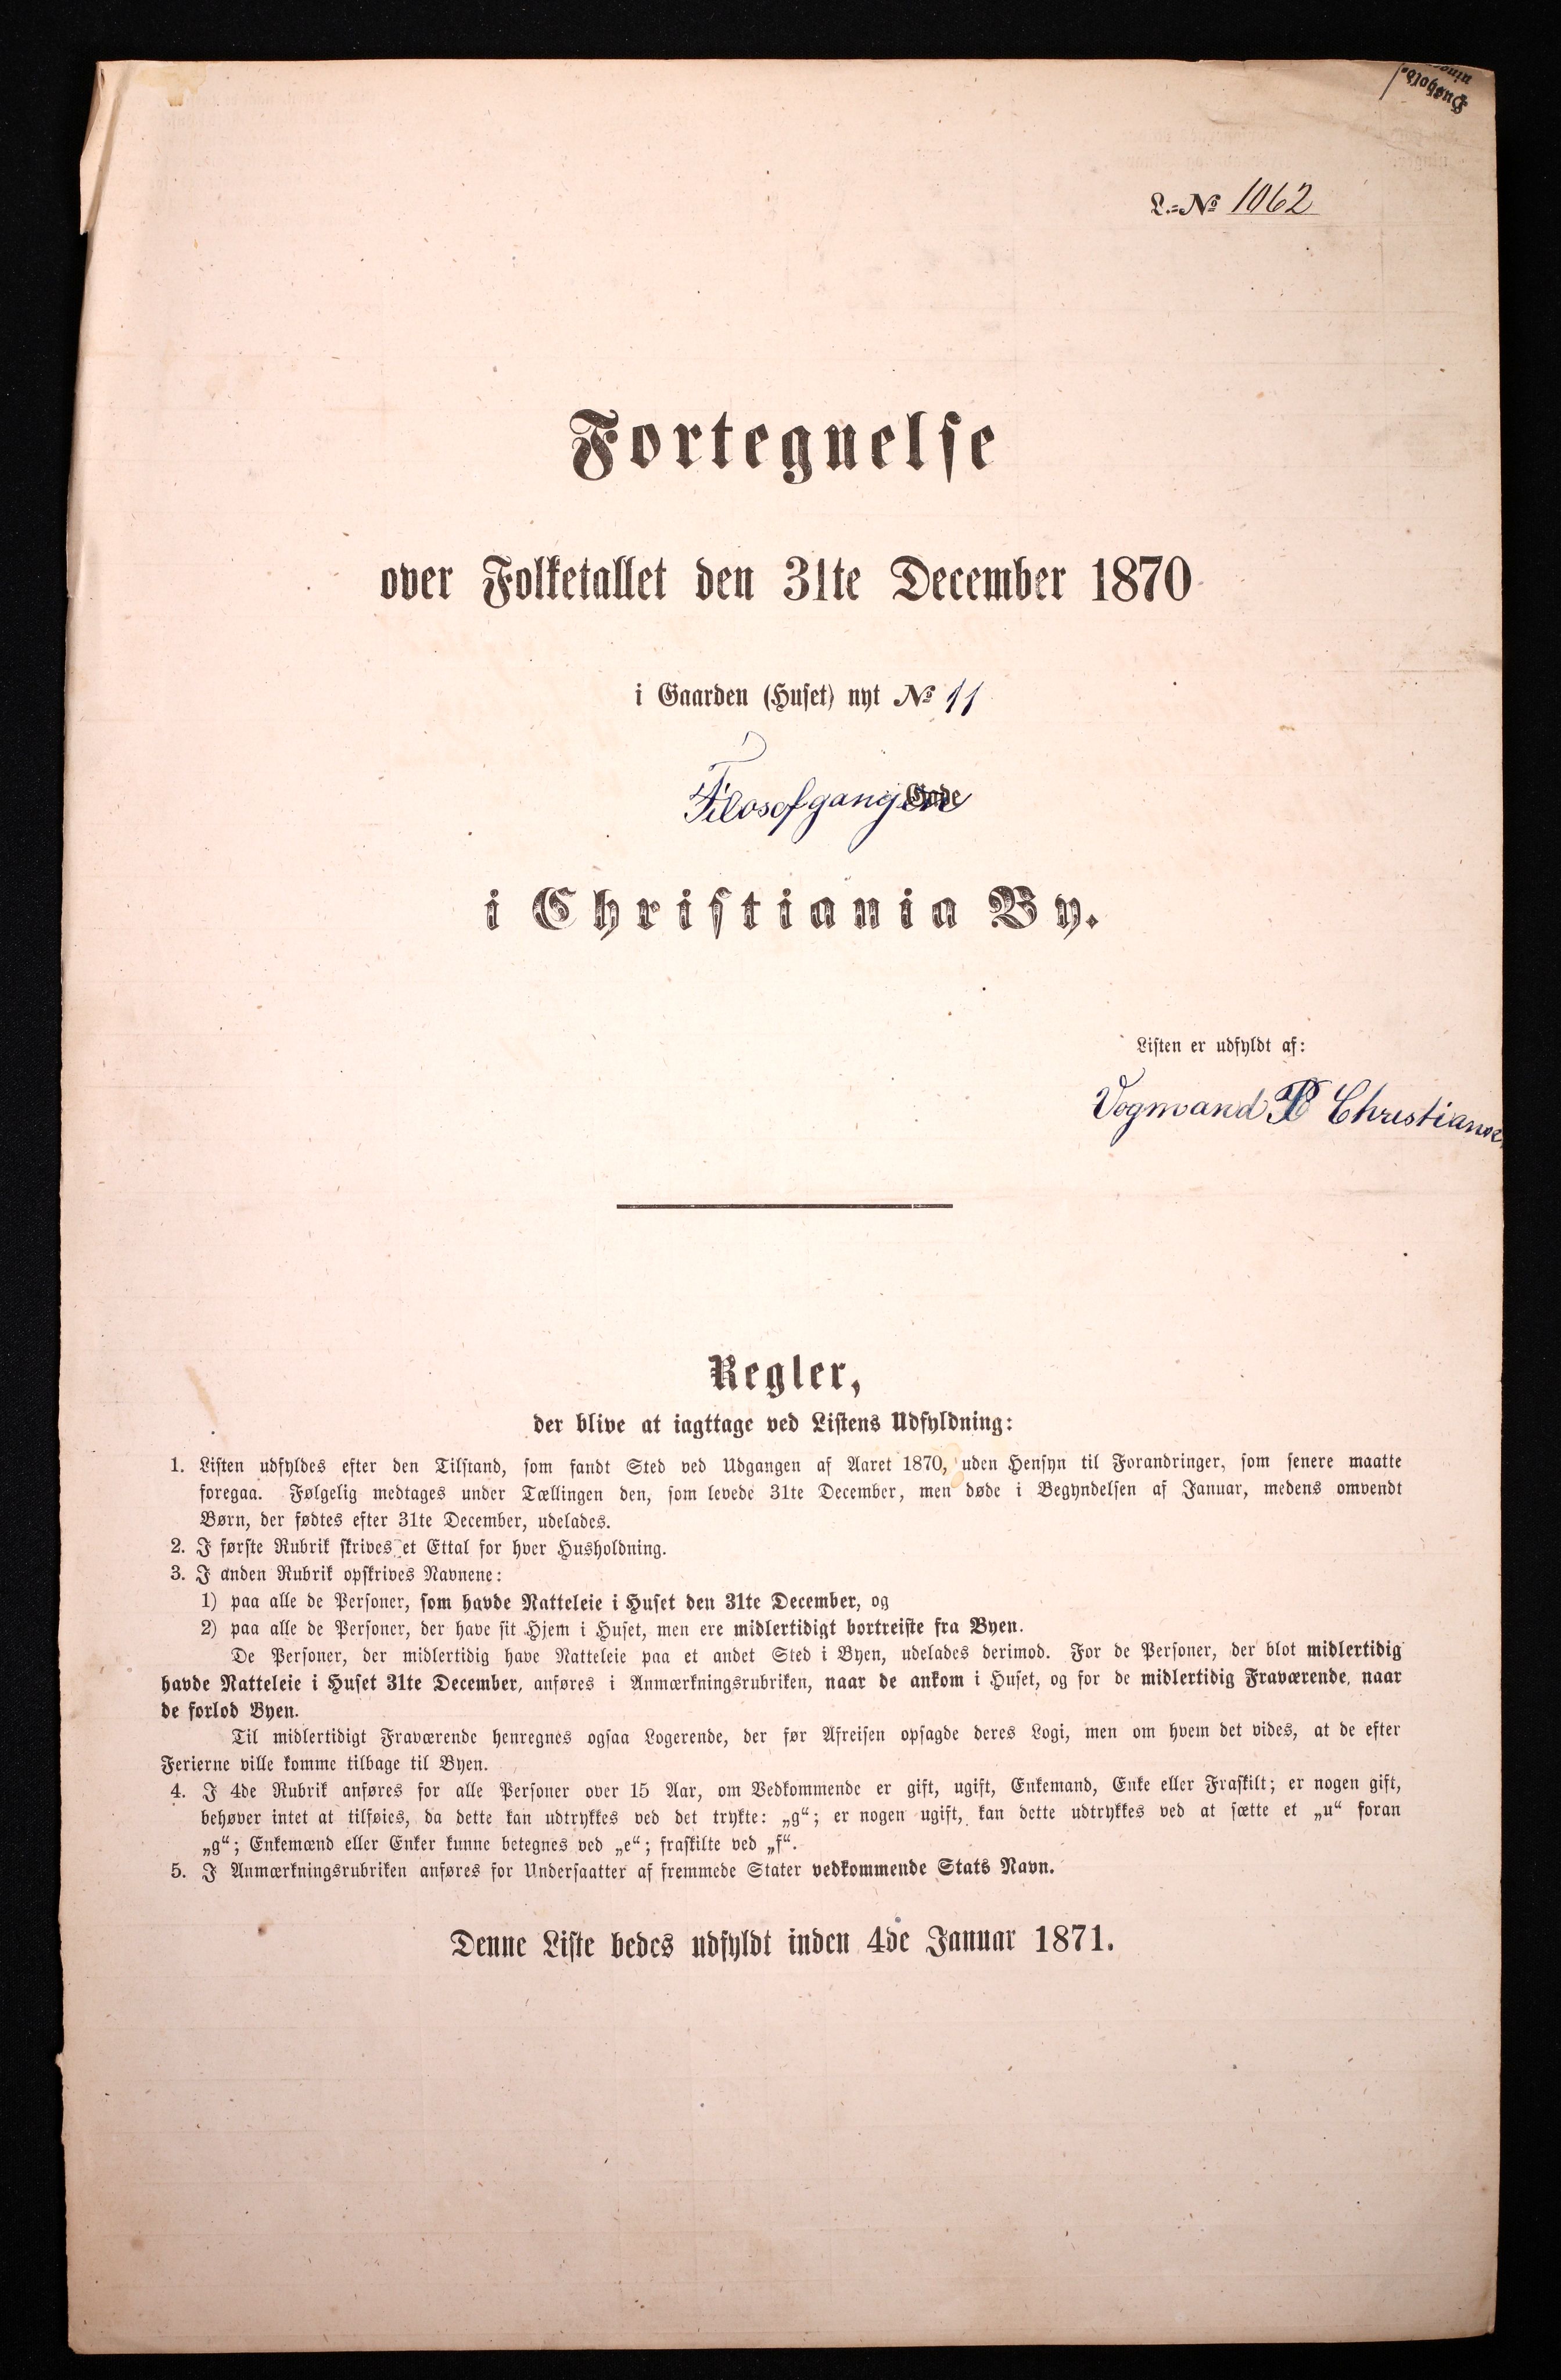 L.=№ 1062
Fortegnelse
over Folketallet den 31te December 1870
i Gaarden (Huset) nyt № 11
Filosofgangen Gade
i Christiania By.
Listen er udfyldt af:
Vogmand P Christianse
Regler,
der blive at iagttage ved Listens Udfyldning:
1. Listen udfyldes efter den Tilstand, som fandt Sted ved Udgangen af Aaret 1870, uden Hensyn til Forandringer, som senere maatte
foregaa. Følgelig medtages under Tællingen den, som levede 31te December, men døde i Begyndelsen af Januar, medens omvendt
Børn, der fødtes efter 31te December, udelades.
2. I første Rubrik skrives et Ettal for hver Husholdning.
3. I anden Rubrik opskrives Navnene:
1) paa alle de Personer, som havde Natteleie i Huset den 31te December, og
2) paa alle de Personer, der have sit Hjem i Huset, men ere midlertidigt bortreiste fra Byen.
De Personer, der midlertidig have Natteleie paa et andet Sted i Byen, udelades derimod. For de Personer, der blot midlertidig
havde Natteleie i Huset 31te December, anføres i Anmærkningsrubriken, naar de ankom i Huset, og for de midlertidig Fraværende, naar
de forlod Byen.
Til midlertidigt Fraværende henregnes ogsaa Logerende, der før Afreisen opsagde deres Logi, men om hvem det vides, at de efter
Ferierne ville komme tilbage til Byen.
4. I 4de Rubrik anføres for alle Personer over 15 Aar, om Vedkommende er gift, ugift, Enkemand, Enke eller Fraskilt; er nogen gift,
behøver intet at tilføies, da dette kan udtrykkes ved det trykte: „g“; er nogen ugift, kan dette udtrykkes ved at sætte et „u“ foran
„g“; Enkemænd eller Enker kunne betegnes ved „e“; fraskilte ved „f“.
5. I Anmærkningsrubriken anføres for Undersaatter af fremmede Stater vedkommende Stats Navn.
Denne Liste bedes udfyldt inden 4de Januar 1871.